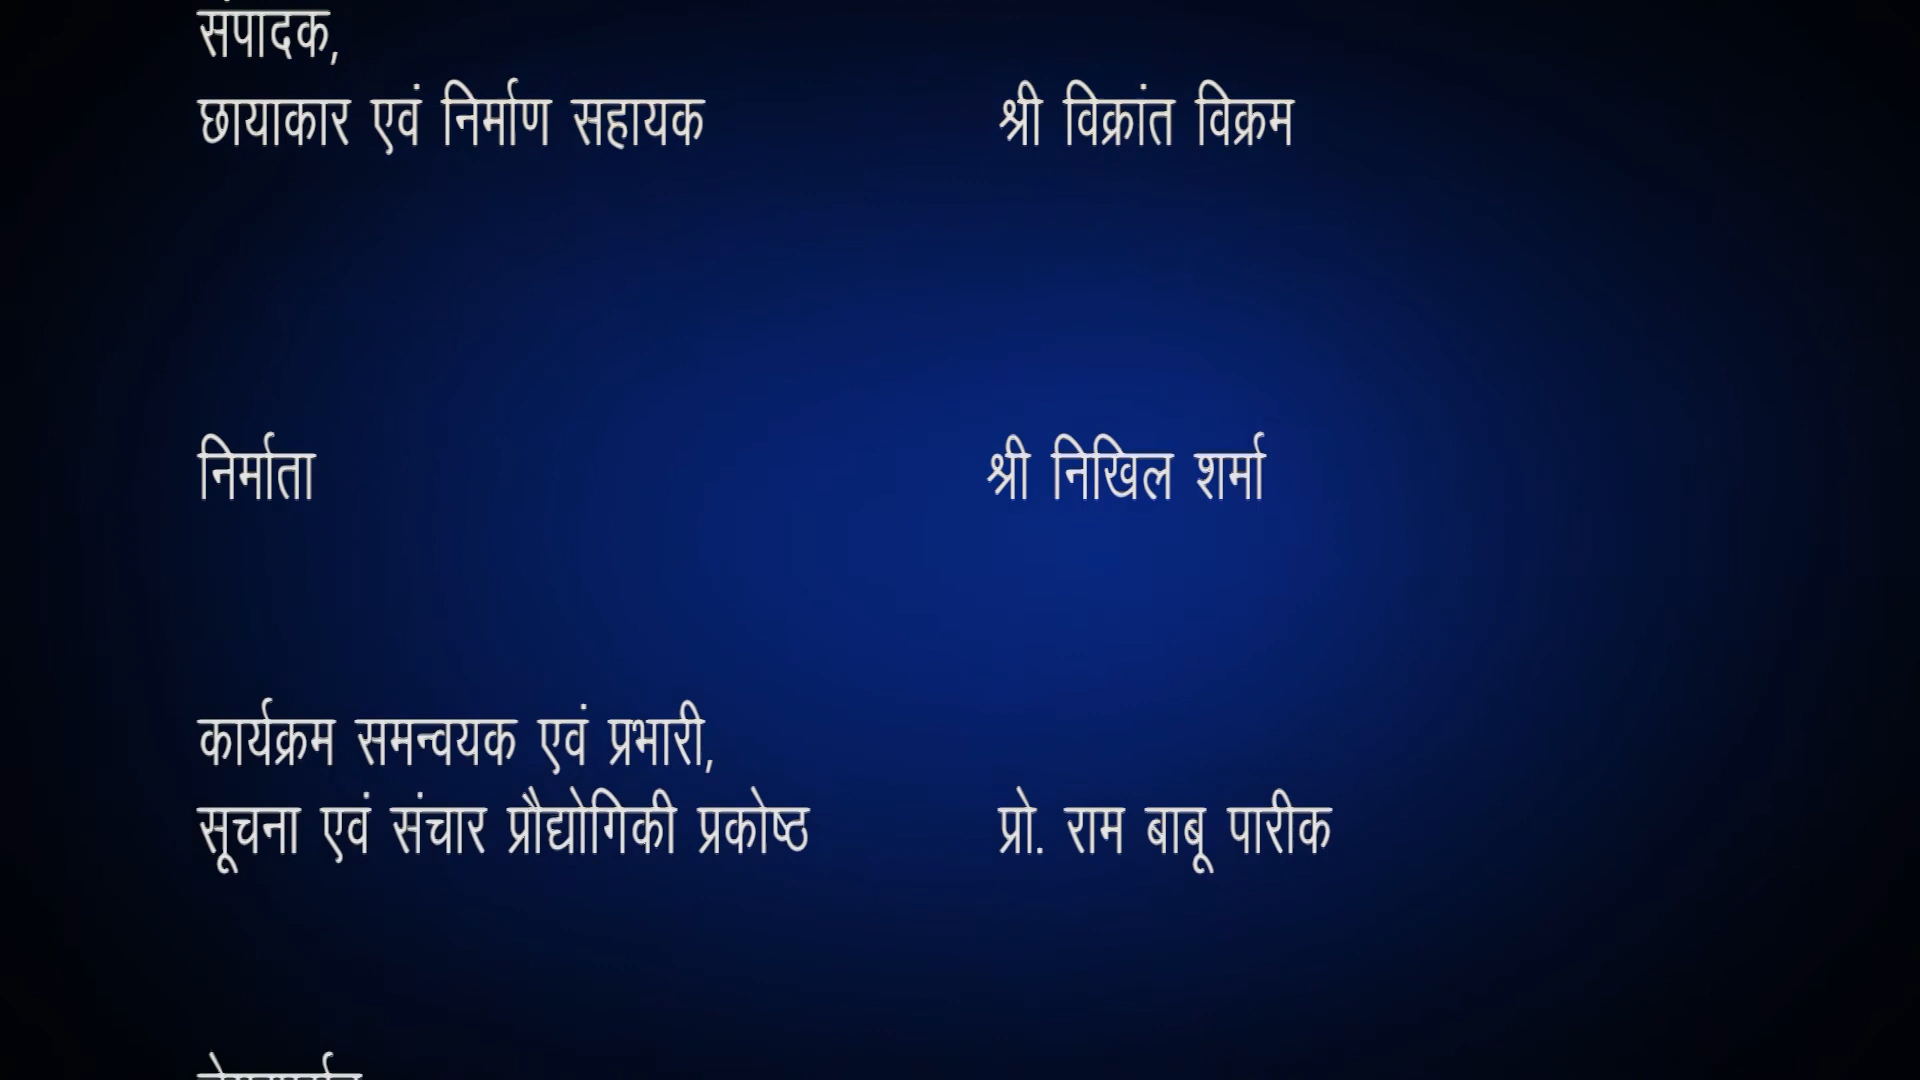 संपादक,
छायाकार एवं निर्माण सहायक श्री विक्रांत विक्रम
निर्माता श्री निखिल शर्मा
कार्यक्रम समन्वयक एवं प्रभारी,
सूचना एवं संचार प्रौद्योगिकी प्रकोष्ठ प्रो. राम बाबू पारीक